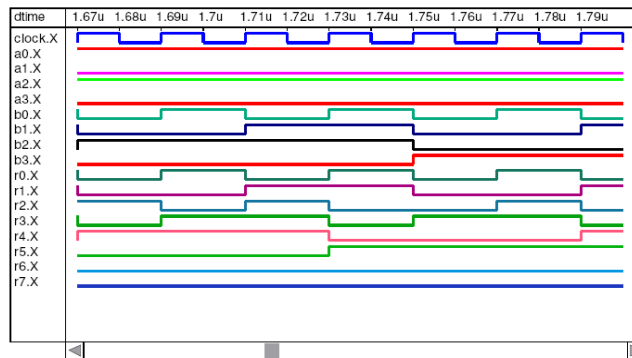 dtime 1.67u 1.68u 1.69u 1.7u 1.71u 1.72u 1.73u 1.74u 1.75u 1.76u 1.77u 1.78u 1.79u
clock.X
a0.X
a1.X
a2.X
a3.X
b0.X
b1.X
b2.X
b3.X
r0.X
r1.X
r2.X
r3.X
r4.X
r5.X
r6.X
r7.X